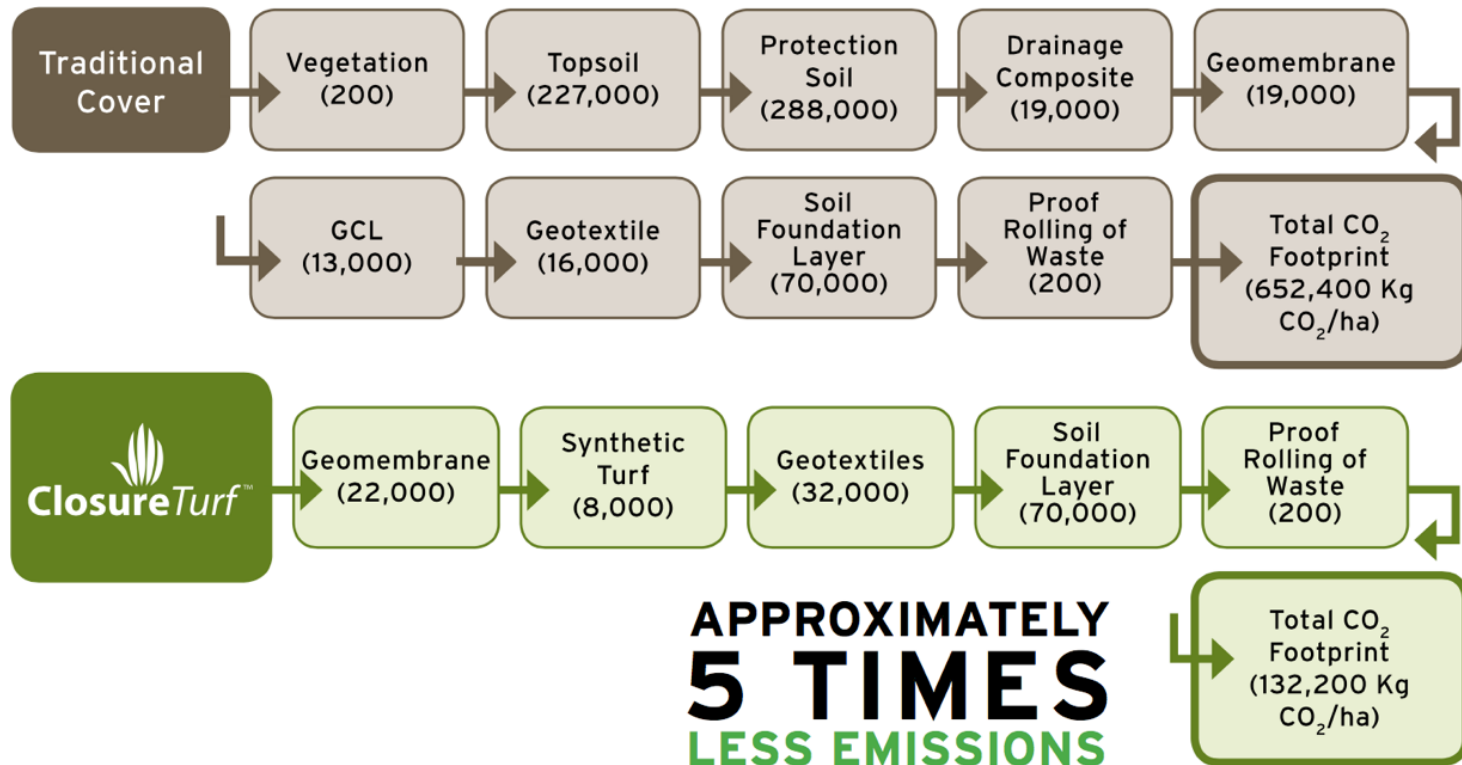 Traditional
Cover
Vegetation
(200)
Topsoil
(227,000)
Protection
Soil
(288,000)
Drainage
Composite
(19,000)
Geomembrane
(19,000)
GCL
(13,000)
Geotextile
(16,000)
Soil
Foundation
Layer
(70,000)
Proof
Rolling of
Waste
(200)
Total CO₂
Footprint
(652,400 Kg
CO₂/ha)
ClosureTurf™
Geomembrane
(22,000)
Synthetic
Turf
(8,000)
Geotextiles
(32,000)
Soil
Foundation
Layer
(70,000)
Proof
Rolling of
Waste
(200)
Total CO₂
Footprint
(132,200 Kg
CO₂/ha)
APPROXIMATELY
5 TIMES
LESS EMISSIONS